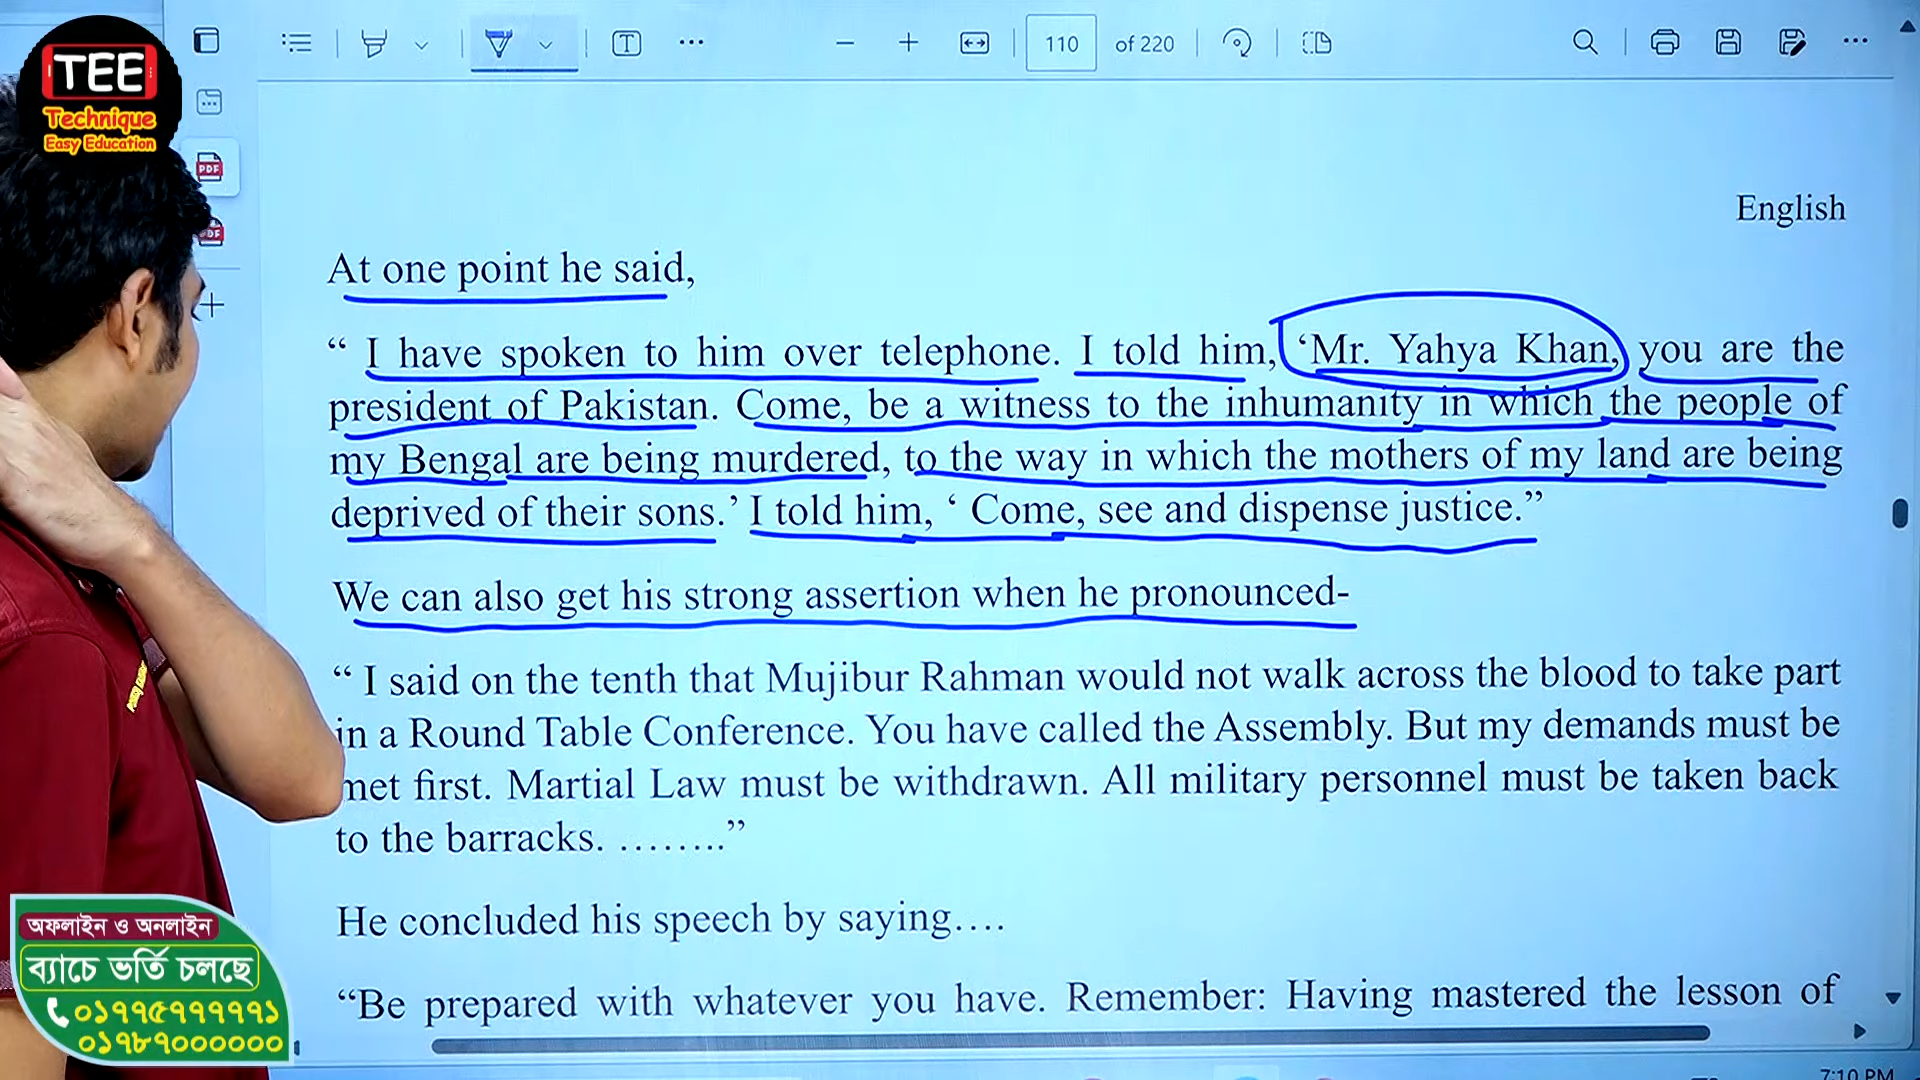 TEE
Technique
Easy Education
110 of 220
PDF
PDF
English
At one point he said,
“ I have spoken to him over telephone. I told him, ‘Mr. Yahya Khan, you are the
president of Pakistan. Come, be a witness to the inhumanity in which the people of
my Bengal are being murdered, to the way in which the mothers of my land are being
deprived of their sons.’ I told him, ‘ Come, see and dispense justice.”
We can also get his strong assertion when he pronounced-
“ I said on the tenth that Mujibur Rahman would not walk across the blood to take part
in a Round Table Conference. You have called the Assembly. But my demands must be
met first. Martial Law must be withdrawn. All military personnel must be taken back
to the barracks. ……..”
He concluded his speech by saying….
“Be prepared with whatever you have. Remember: Having mastered the lesson of
অফলাইন ও অনলাইন
ব্যাচে ভর্তি চলছে
০১৭৭৫৭৭৭৭৭১
০১৭৮৭০০০০০০
7:10 PM